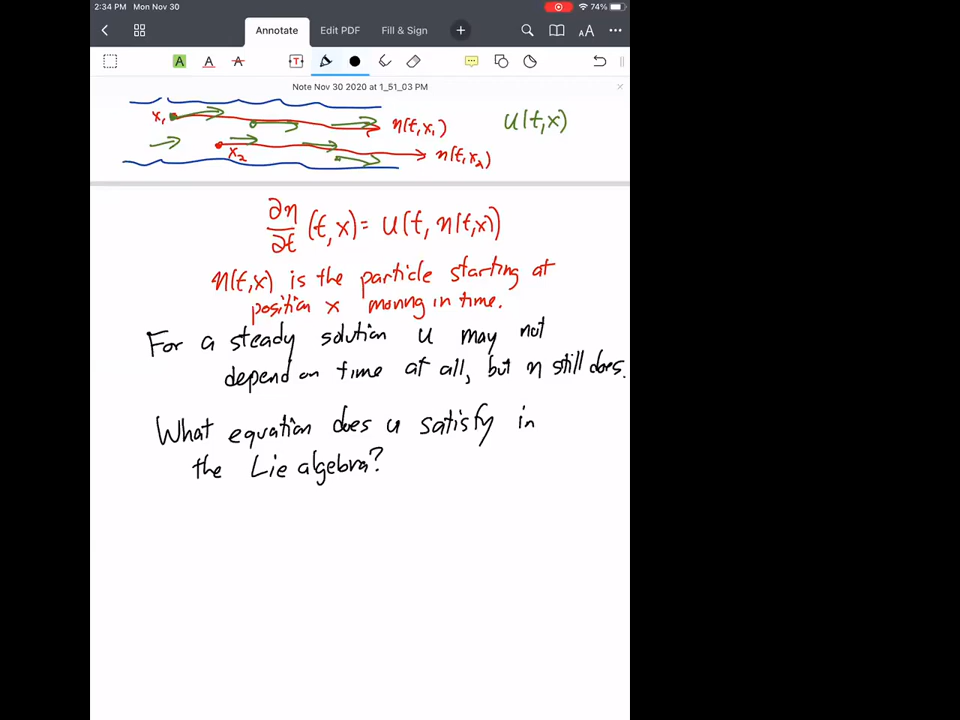 2:34 PM Mon Nov 30
74%
Annotate
Edit PDF
Fill & Sign
Note Nov 30 2020 at 1_51_03 PM
x₁
η(t,x₁)
u(t,x)
x₂
η(t,x₂)
∂η/∂t (t,x) = u(t, η(t,x))
η(t,x) is the particle starting at
position x moving in time.
For a steady solution u may not
depend on time at all, but η still does.
What equation does u satisfy in
the Lie algebra?